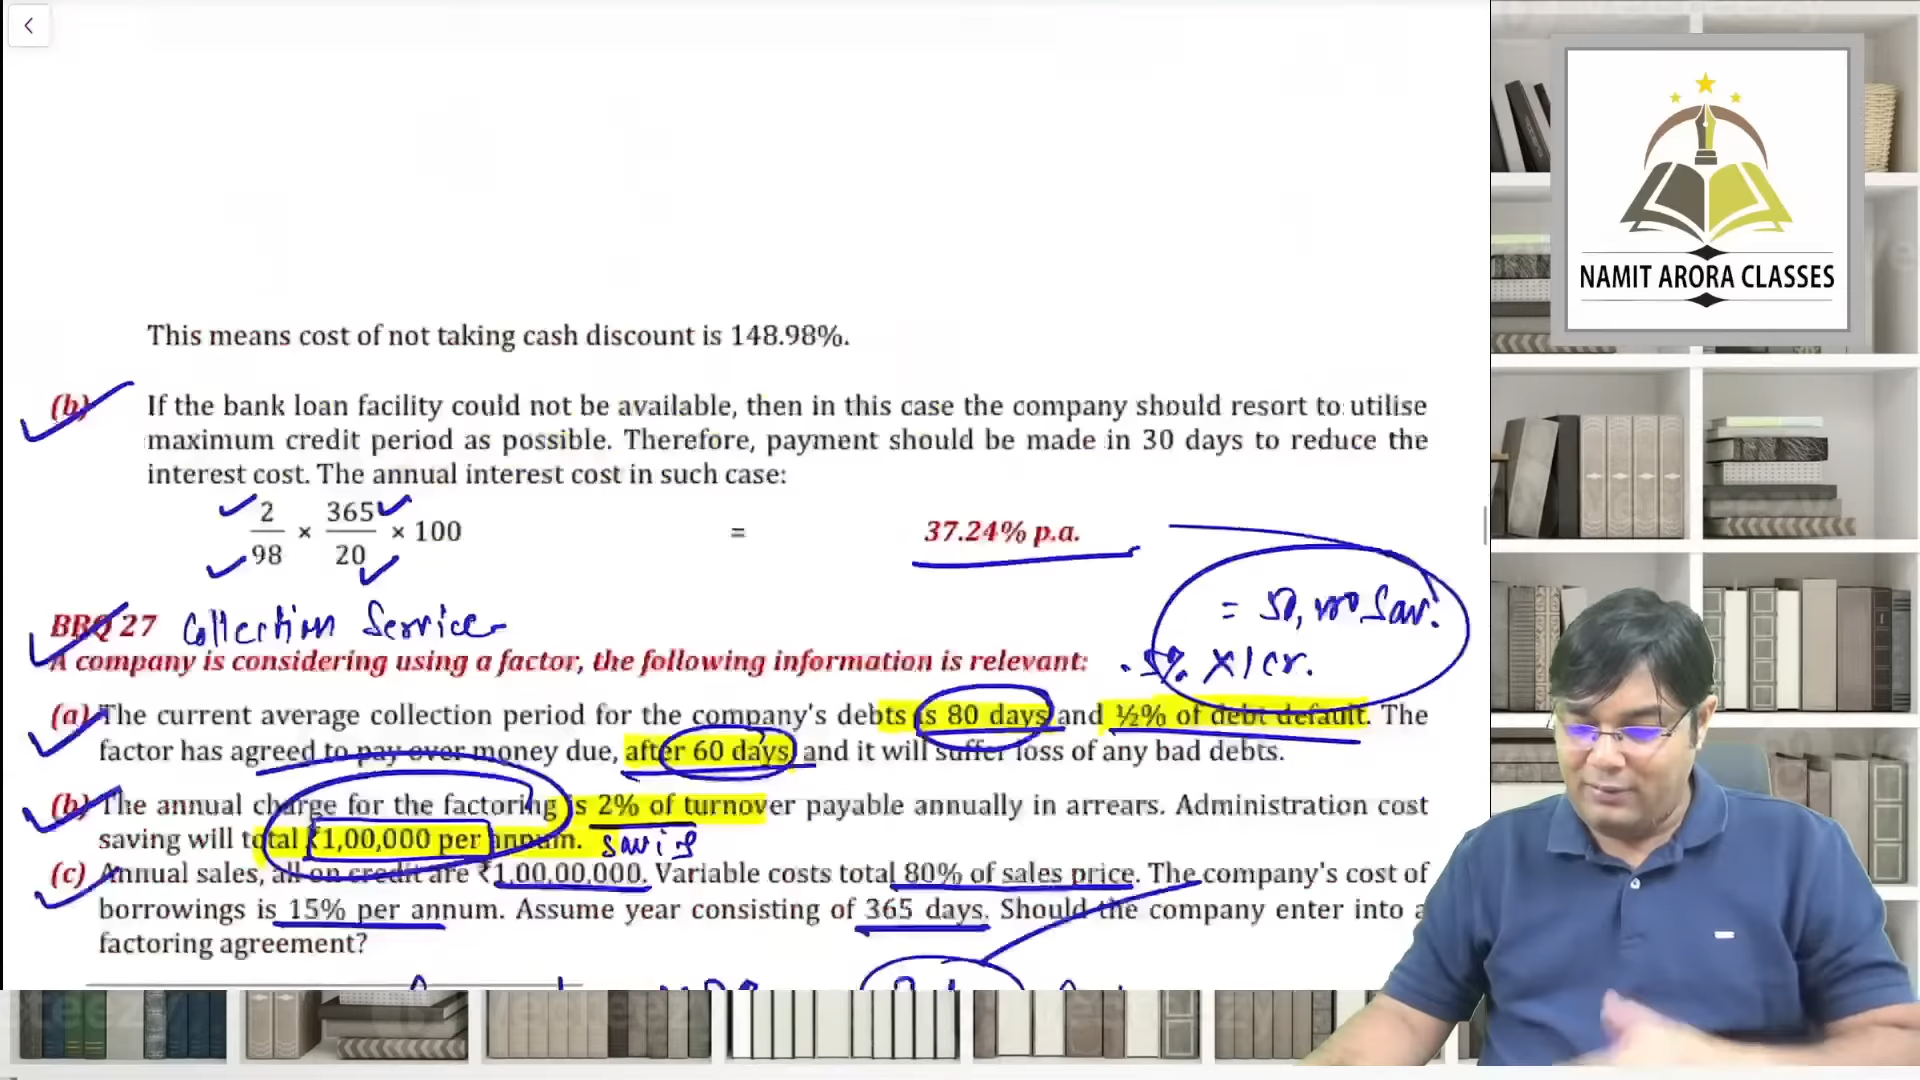 This means cost of not taking cash discount is 148.98%.
(b) If the bank loan facility could not be available, then in this case the company should resort to utilise
maximum credit period as possible. Therefore, payment should be made in 30 days to reduce the
interest cost. The annual interest cost in such case:
2/98 × 365/20 × 100 = 37.24% p.a.
= 50,000 Sav.
BBQ 27 Collection Service
A company is considering using a factor, the following information is relevant: .5% × 1 cr.
(a) The current average collection period for the company's debts is 80 days and ½% of debt default. The
factor has agreed to pay over money due, after 60 days and it will suffer loss of any bad debts.
(b) The annual charge for the factoring is 2% of turnover payable annually in arrears. Administration cost
saving will total ₹1,00,000 per annum. saving
(c) Annual sales, all on credit are ₹1,00,00,000. Variable costs total 80% of sales price. The company's cost of
borrowings is 15% per annum. Assume year consisting of 365 days. Should the company enter into a
factoring agreement?
NAMIT ARORA CLASSES